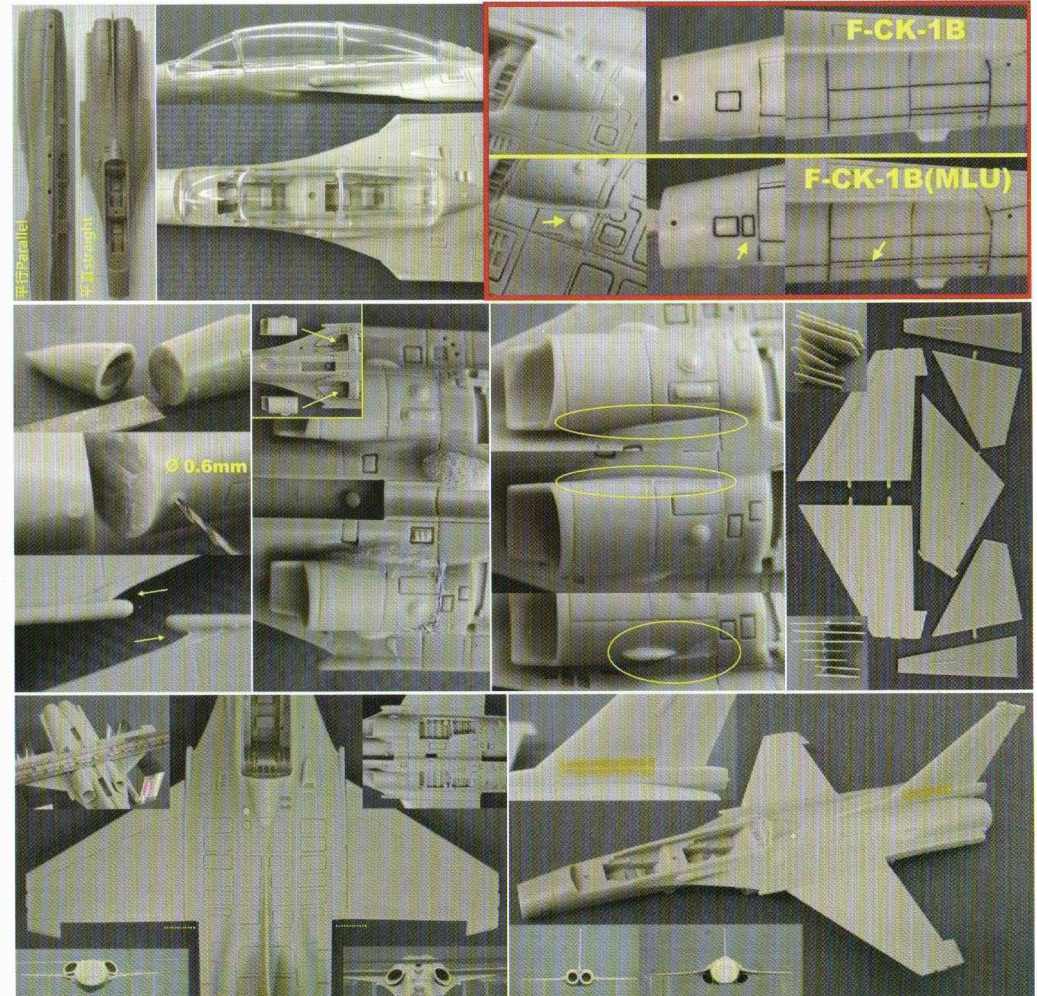 平行Parallel
平直straight
F-CK-1B
F-CK-1B(MLU)
Ø 0.6mm